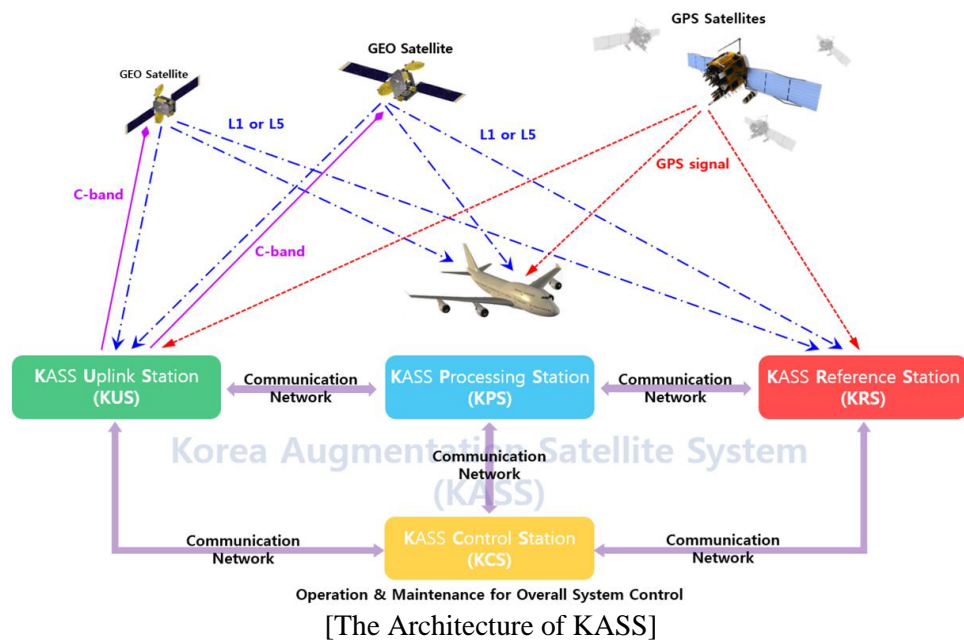 GPS Satellites
GEO Satellite
GEO Satellite
L1 or L5
L1 or L5
GPS signal
C-band
C-band
KASS Uplink Station
(KUS)
Communication
Network
KASS Processing Station
(KPS)
Communication
Network
KASS Reference Station
(KRS)
Korea Augmentation Satellite System
(KASS)
Communication
Network
Communication
Network
KASS Control Station
(KCS)
Communication
Network
Operation & Maintenance for Overall System Control
[The Architecture of KASS]